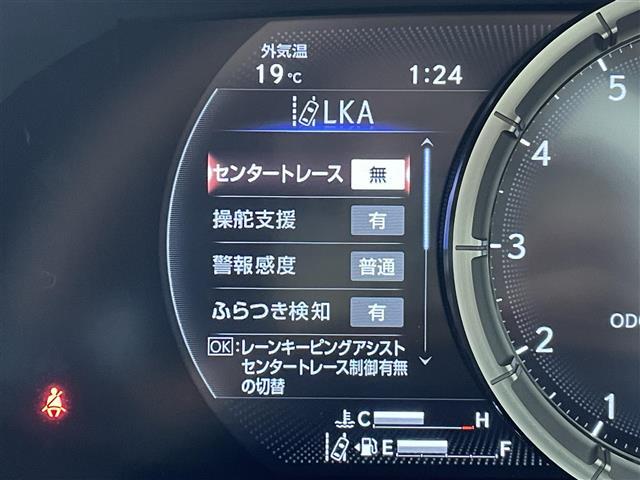 外気温
19℃ 1:24
LKA
センタートレース 無
操舵支援 有
警報感度 普通
ふらつき検知 有
OK:レーンキーピングアシスト
センタートレース制御有無
の切替
C H
E F
5
4
3
2
1
ODO